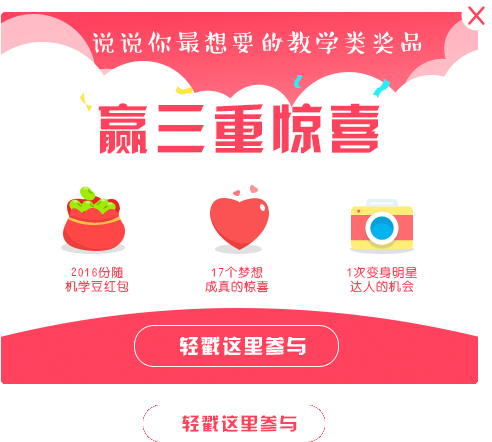 说说你最想要的教学类奖品
赢三重惊喜
2016份随
机学豆红包
17个梦想
成真的惊喜
1次变身明星
达人的机会
轻戳这里参与
轻戳这里参与